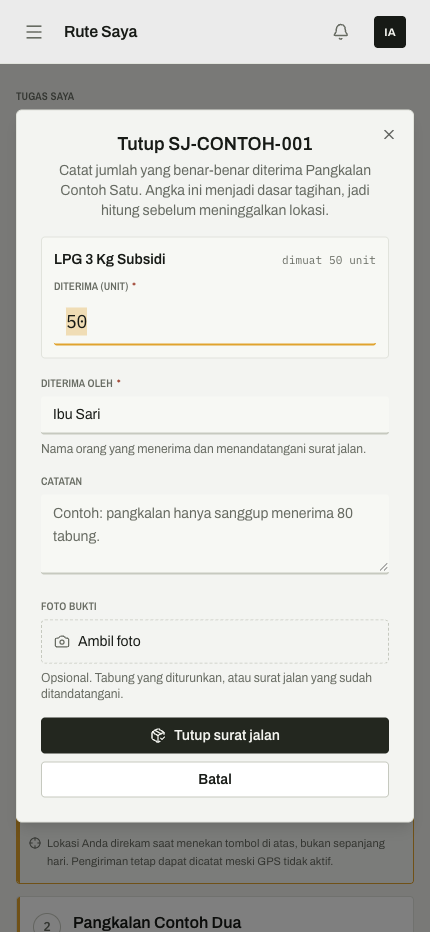 Rute Saya
IA
TUGAS SAYA
Tutup SJ-CONTOH-001
Catat jumlah yang benar-benar diterima Pangkalan
Contoh Satu. Angka ini menjadi dasar tagihan, jadi
hitung sebelum meninggalkan lokasi.
LPG 3 Kg Subsidi
dimuat 50 unit
DITERIMA (UNIT) *
50
DITERIMA OLEH *
Ibu Sari
Nama orang yang menerima dan menandatangani surat jalan.
CATATAN
Contoh: pangkalan hanya sanggup menerima 80
tabung.
FOTO BUKTI
Ambil foto
Opsional. Tabung yang diturunkan, atau surat jalan yang sudah
ditandatangani.
Tutup surat jalan
Batal
Lokasi Anda direkam saat menekan tombol di atas, bukan sepanjang
hari. Pengiriman tetap dapat dicatat meski GPS tidak aktif.
2
Pangkalan Contoh Dua